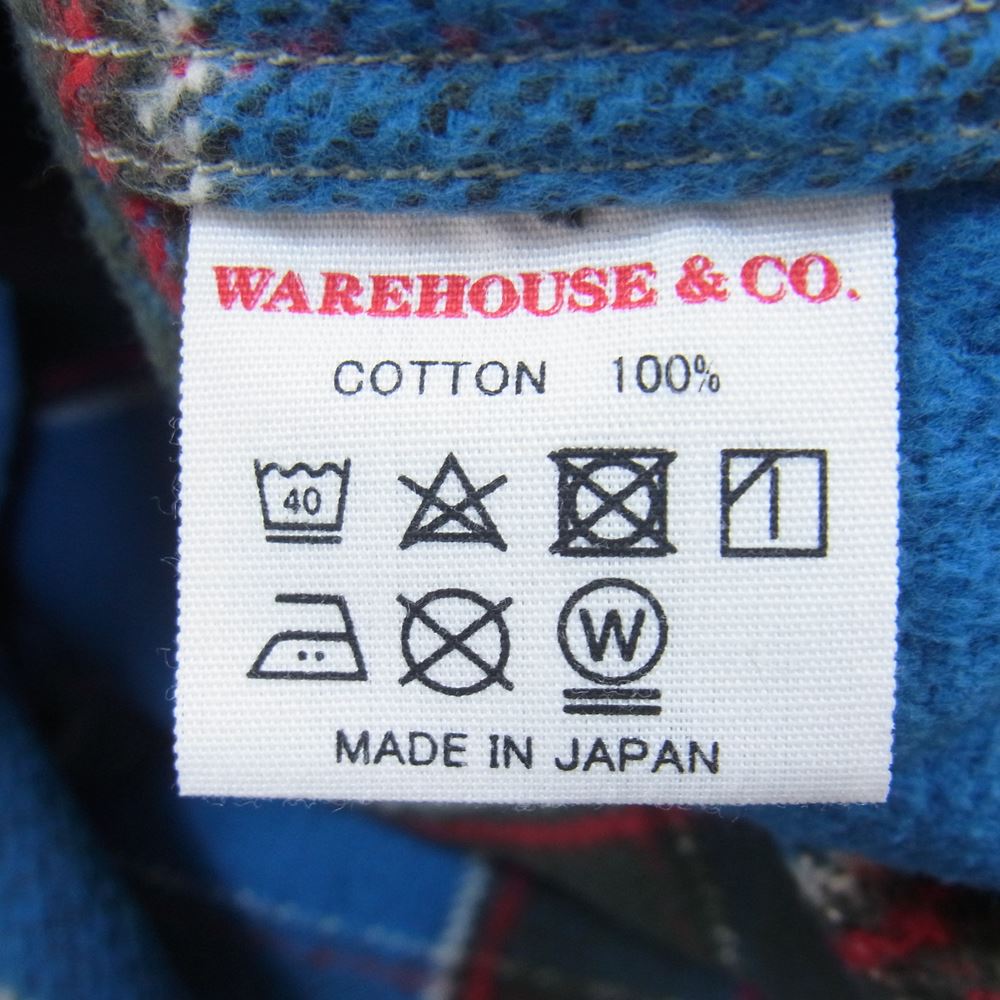 WAREHOUSE & CO.
COTTON 100%
40
W
MADE IN JAPAN